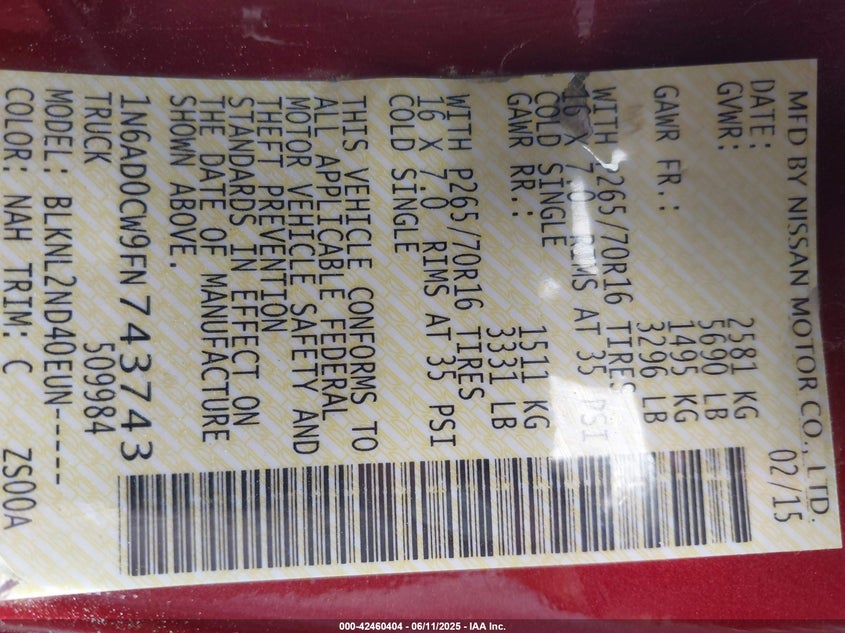 MFD BY NISSAN MOTOR CO., LTD.
DATE: 02/15
GVWR: 2581 KG
5690 LB
GAWR FR.: 1495 KG
3296 LB
WITH P265/70R16 TIRES
16 X 7.0 RIMS AT 35 PSI
COLD SINGLE
GAWR RR.: 1511 KG
3331 LB
WITH P265/70R16 TIRES
16 X 7.0 RIMS AT 35 PSI
COLD SINGLE
THIS VEHICLE CONFORMS TO
ALL APPLICABLE FEDERAL
MOTOR VEHICLE SAFETY AND
THEFT PREVENTION
STANDARDS IN EFFECT ON
THE DATE OF MANUFACTURE
SHOWN ABOVE.
1N6AD0CW9FN743743
TRUCK 509984
MODEL: BLKNL2ND40EUN-----
COLOR: NAH TRIM: C ZS00A
000-42460404 - 06/11/2025 - IAA Inc.